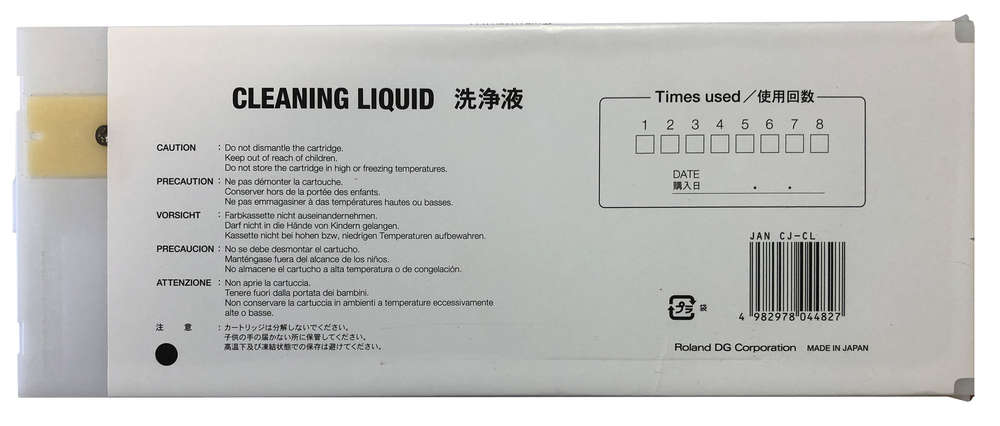 CLEANING LIQUID 洗浄液
CAUTION : Do not dismantle the cartridge.
Keep out of reach of children.
Do not store the cartridge in high or freezing temperatures.
PRECAUTION : Ne pas démonter la cartouche.
Conserver hors de la portée des enfants.
Ne pas emmagasiner à das températures hautes ou basses.
VORSICHT : Farbkassette nicht auseinandernehmen.
Darf nicht in die Hände von Kindern gelangen.
Kassette nicht bei hohen bzw, niedrigen Temperaturen aufbewahren.
PRECAUCION : No se debe desmontar el cartucho.
Manténgase fuera del alcance de los niños.
No almacene el cartucho a alta temperatura o de congelación.
ATTENZIONE : Non aprie la cartuccia.
Tenere fuori dalla portata dei bambini.
Non conservare la cartuccia in ambienti a temperature eccessivamente
alte o basse.
注 意 : カートリッジは分解しないでください。
子供の手の届かない所に保管してください。
高温下及び凍結状態での保存は避けてください。
Times used/使用回数
1 2 3 4 5 6 7 8
DATE
購入日 . .
JAN CJ-CL
4 982978 044827
プラ 袋
Roland DG Corporation MADE IN JAPAN